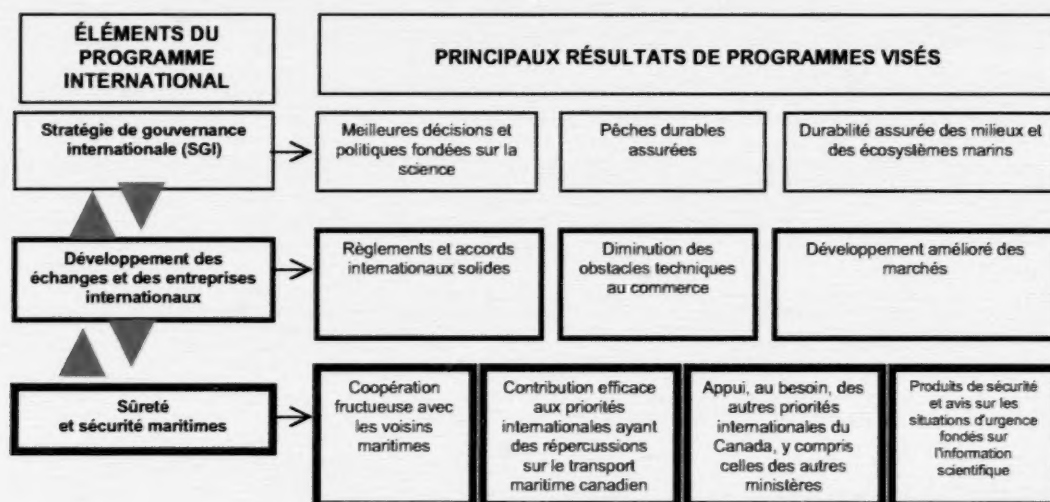 ÉLÉMENTS DU
PROGRAMME
INTERNATIONAL
PRINCIPAUX RÉSULTATS DE PROGRAMMES VISÉS
Stratégie de gouvernance
internationale (SGI)
Meilleures décisions et
politiques fondées sur la
science
Pêches durables
assurées
Durabilité assurée des milieux et
des écosystèmes marins
Développement des
échanges et des entreprises
internationaux
Règlements et accords
internationaux solides
Diminution des
obstacles techniques
au commerce
Développement amélioré des
marchés
Sûreté
et sécurité maritimes
Coopération
fructueuse avec
les voisins
maritimes
Contribution efficace
aux priorités
internationales ayant
des répercussions
sur le transport
maritime canadien
Appui, au besoin, des
autres priorités
internationales du
Canada, y compris
celles des autres
ministères
Produits de sécurité
et avis sur les
situations d'urgence
fondés sur
l'information
scientifique